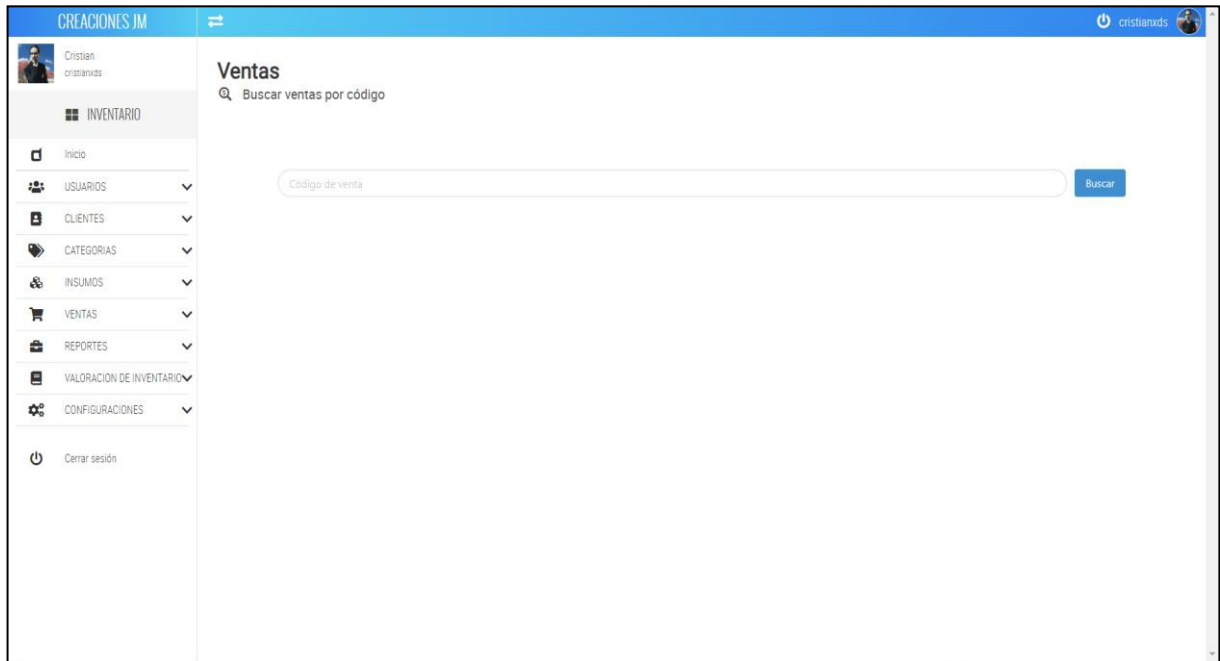 CREACIONES JM
cristianxds
Cristian
cristianxds
INVENTARIO
Inicio
USUARIOS
CLIENTES
CATEGORIAS
INSUMOS
VENTAS
REPORTES
VALORACION DE INVENTARIO
CONFIGURACIONES
Cerrar sesión
Ventas
Buscar ventas por código
Código de venta
Buscar